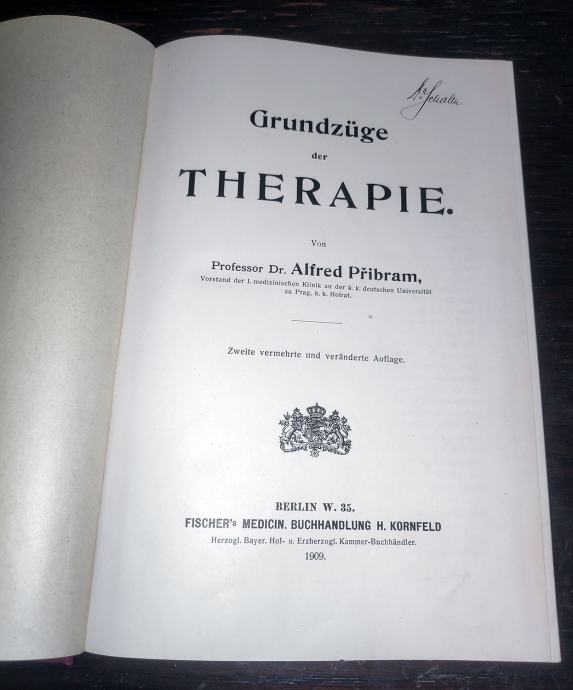 Grundzüge
der
THERAPIE.
Von
Professor Dr. Alfred Přibram,
Vorstand der I. medizinischen Klinik an der k. k. deutschen Universität
zu Prag, k. k. Hofrat.
Zweite vermehrte und veränderte Auflage.
BERLIN W. 35.
FISCHER's MEDICIN. BUCHHANDLUNG H. KORNFELD
Herzogl. Bayer. Hof- u. Erzherzogl. Kammer-Buchhändler.
1909.